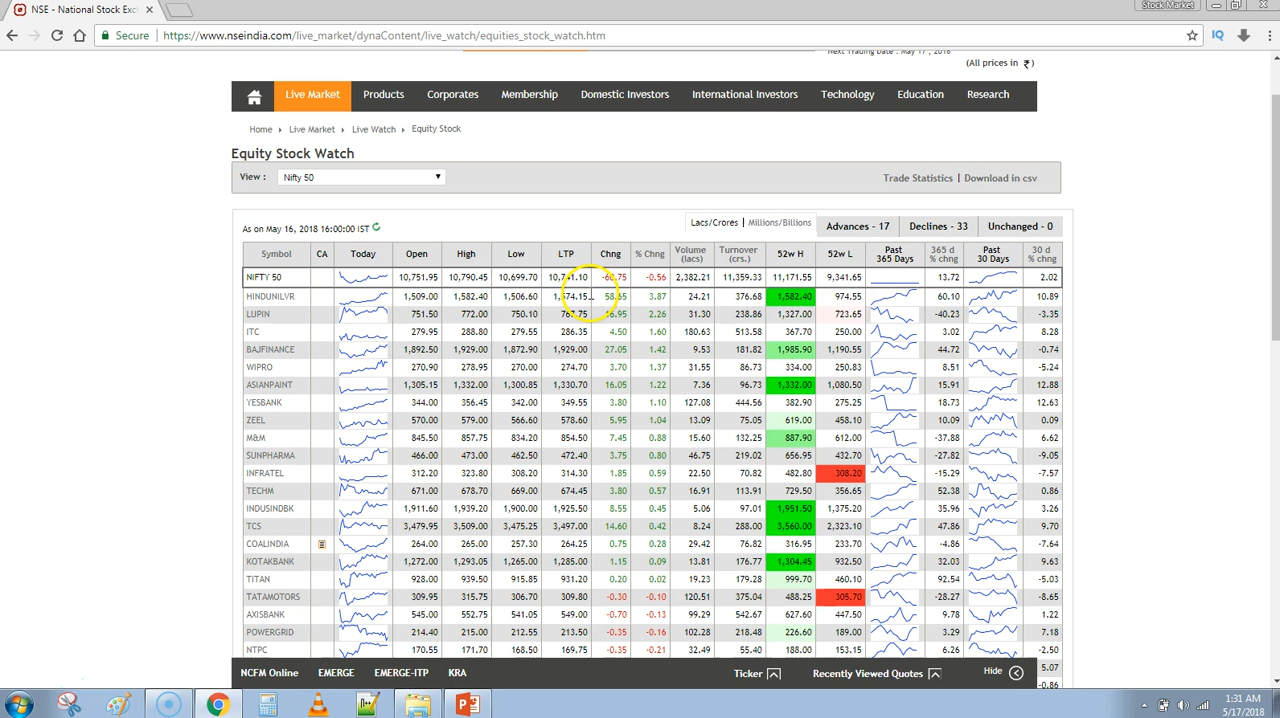 NSE - National Stock Exc
Stock Market
Secure
https://www.nseindia.com/live_market/dynaContent/live_watch/equities_stock_watch.htm
Next Trading Date : May 17, 2018
(All prices in ₹)
Live Market Products Corporates Membership Domestic Investors International Investors Technology Education Research
Home Live Market Live Watch Equity Stock
Equity Stock Watch
View : Nifty 50
Trade Statistics | Download in csv
As on May 16, 2018 16:00:00 IST
Lacs/Crores | Millions/Billions
Advances - 17 Declines - 33 Unchanged - 0
Symbol CA Today Open High Low LTP Chng % Chng Volume (lacs) Turnover (crs.) 52w H 52w L Past 365 Days 365 d % chng Past 30 Days 30 d % chng
NIFTY 50 10,751.95 10,790.45 10,699.70 10,741.10 -60.75 -0.56 2,382.21 11,359.33 11,171.55 9,341.65 13.72 2.02
HINDUNILVR 1,509.00 1,582.40 1,506.60 1,574.15 58.65 3.87 24.21 376.68 1,582.40 974.55 60.10 10.89
LUPIN 751.50 772.00 750.10 767.75 16.95 2.26 31.30 238.86 1,327.00 723.65 -40.23 -3.35
ITC 279.95 288.80 279.55 286.35 4.50 1.60 180.63 513.58 367.70 250.00 3.02 8.28
BAJFINANCE 1,892.50 1,929.00 1,872.90 1,929.00 27.05 1.42 9.53 181.82 1,985.90 1,190.55 44.72 -0.74
WIPRO 270.90 278.95 270.00 274.70 3.70 1.37 31.55 86.73 334.00 250.83 8.51 -5.24
ASIANPAINT 1,305.15 1,332.00 1,300.85 1,330.70 16.05 1.22 7.36 96.73 1,332.00 1,080.50 15.91 12.88
YESBANK 344.00 356.45 342.00 349.55 3.80 1.10 127.08 444.56 382.90 275.25 18.73 12.63
ZEEL 570.00 579.00 566.60 578.60 5.95 1.04 13.09 75.05 619.00 458.10 10.09 0.09
M&M 845.50 857.75 834.20 854.50 7.45 0.88 15.60 132.25 887.90 612.00 -37.88 6.62
SUNPHARMA 466.00 473.00 462.50 472.40 3.75 0.80 46.75 219.02 656.95 432.70 -27.82 -9.05
INFRATEL 312.20 323.80 308.20 314.30 1.85 0.59 22.50 70.82 482.80 308.20 -15.29 -7.57
TECHM 671.00 678.70 669.00 674.45 3.80 0.57 16.91 113.91 729.50 356.65 52.38 0.86
INDUSINDBK 1,911.60 1,939.20 1,900.00 1,925.50 8.55 0.45 5.06 97.01 1,951.50 1,375.20 35.96 3.26
TCS 3,479.95 3,509.00 3,475.25 3,497.00 14.60 0.42 8.24 288.00 3,560.00 2,323.10 47.86 9.70
COALINDIA 264.00 265.00 257.30 264.25 0.75 0.28 29.42 76.82 316.95 233.70 -4.86 -7.64
KOTAKBANK 1,272.00 1,293.05 1,265.00 1,285.00 1.15 0.09 13.81 176.77 1,304.45 932.50 32.03 9.63
TITAN 928.00 939.50 915.85 931.20 0.20 0.02 19.23 179.28 999.70 460.10 92.54 -5.03
TATAMOTORS 309.95 315.75 306.70 309.80 -0.30 -0.10 120.51 375.04 488.25 305.70 -28.27 -8.65
AXISBANK 545.00 552.00 541.05 549.00 -0.70 -0.13 99.29 542.67 627.60 447.50 9.78 1.22
POWERGRID 214.40 215.00 212.55 213.50 -0.35 -0.16 102.28 218.48 226.60 189.00 3.29 7.18
NTPC 170.55 171.70 168.50 169.75 -0.35 -0.21 32.49 55.40 188.00 153.15 6.26 -2.50
5.07
-0.86
NCFM Online EMERGE EMERGE-ITP KRA Ticker Recently Viewed Quotes Hide
1:31 AM
5/17/2018